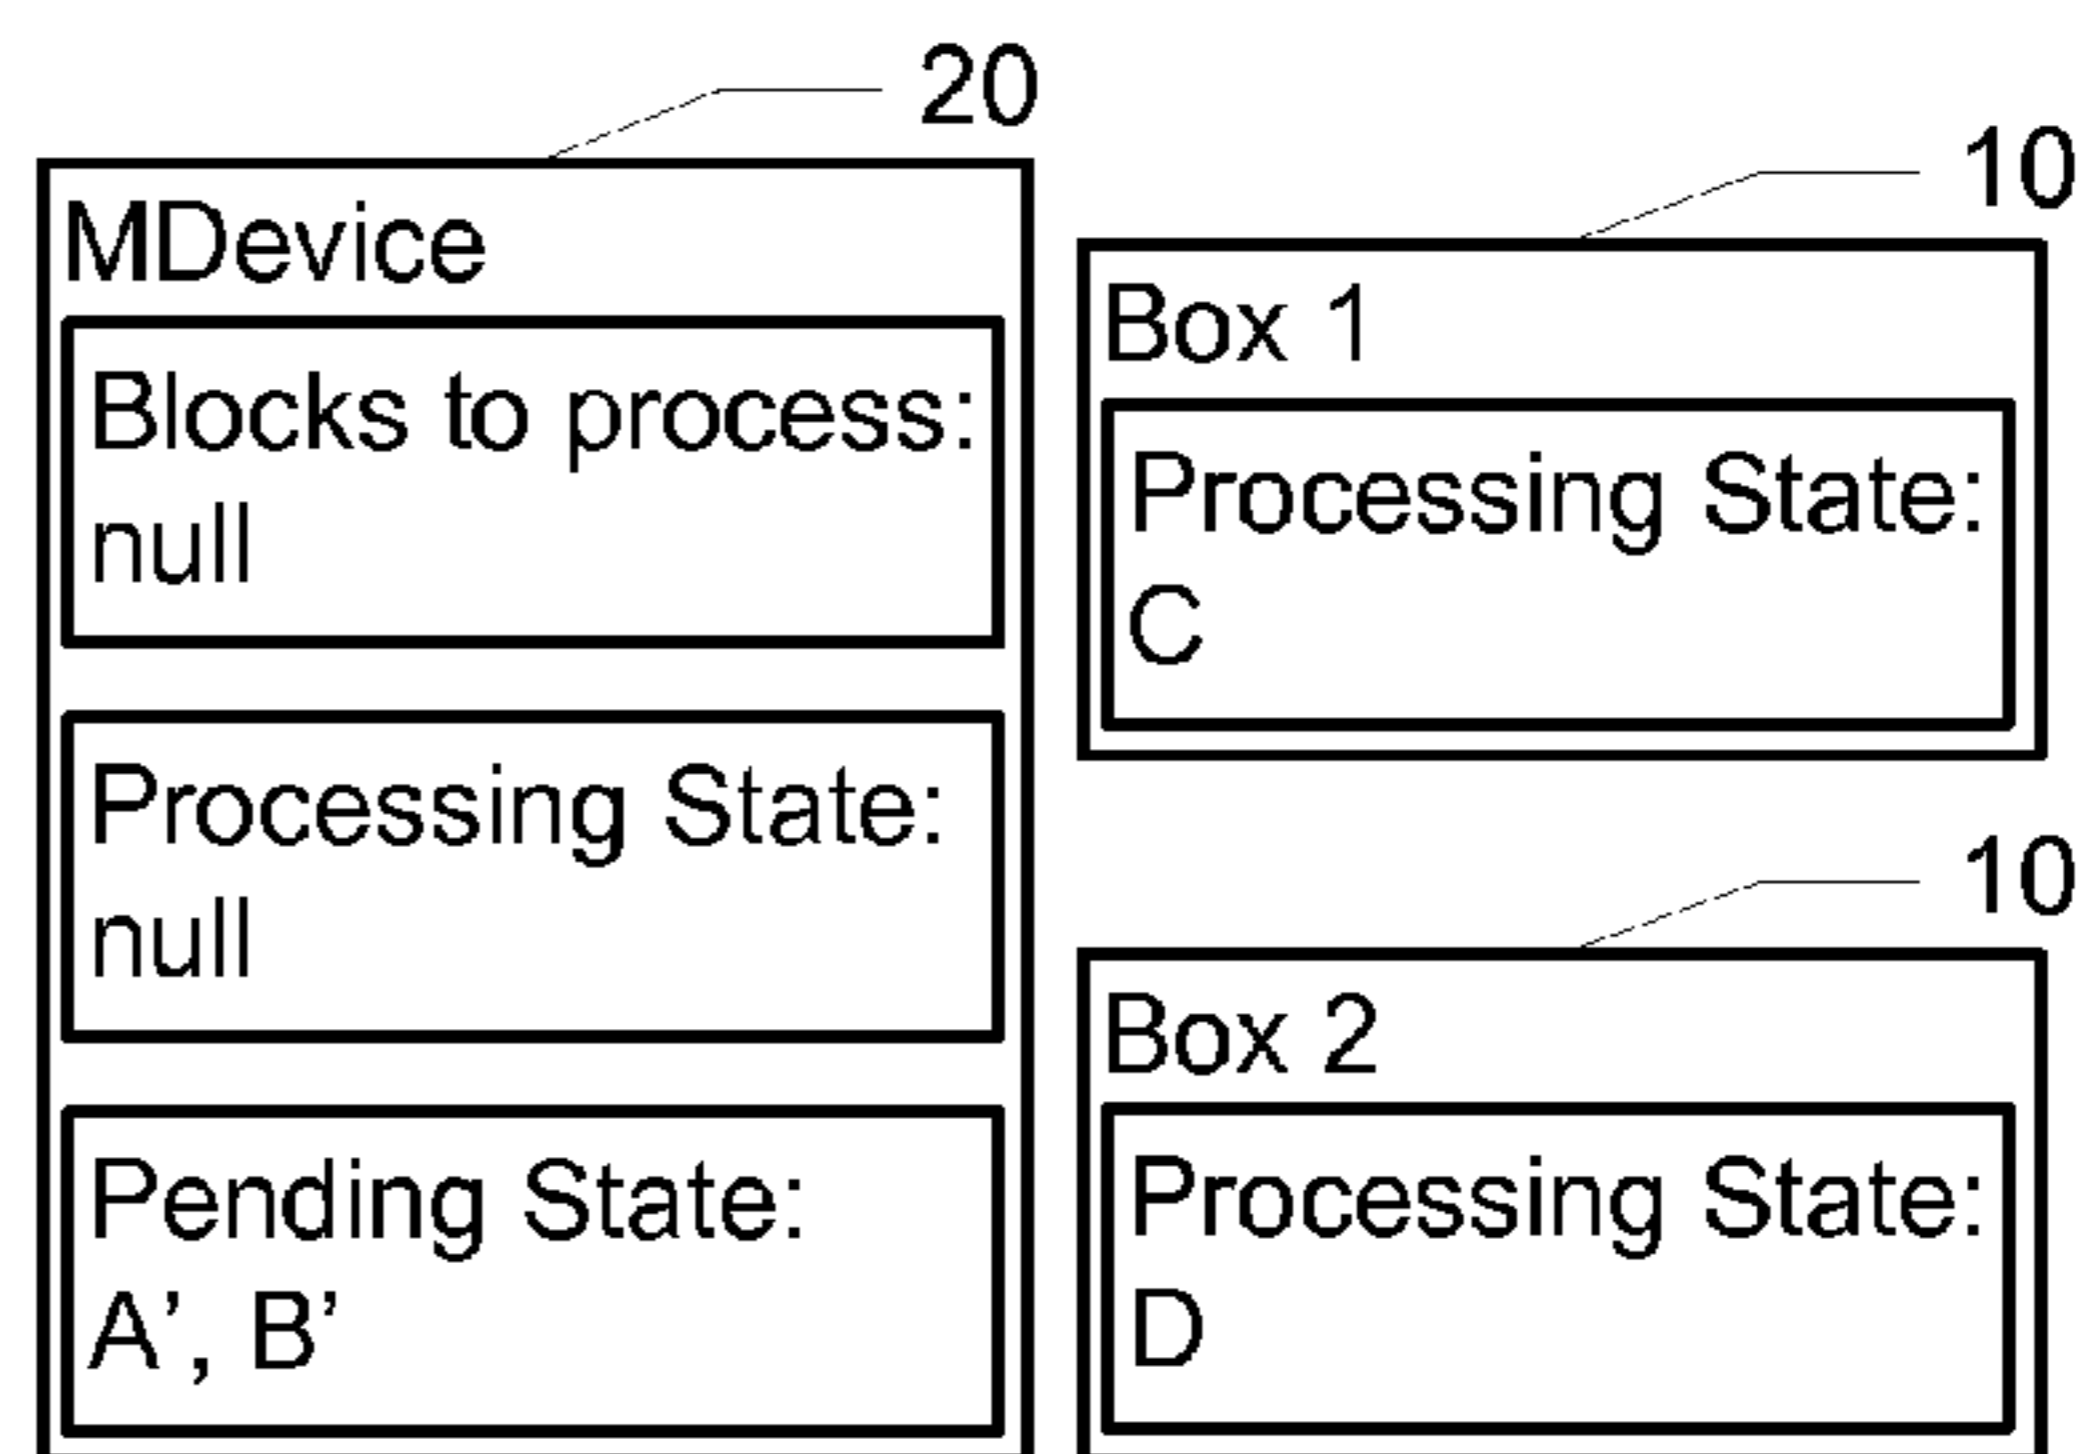 20
MDevice
Blocks to process:
null
Processing State:
null
Pending State:
A’, B’
10
Box 1
Processing State:
C
10
Box 2
Processing State:
D